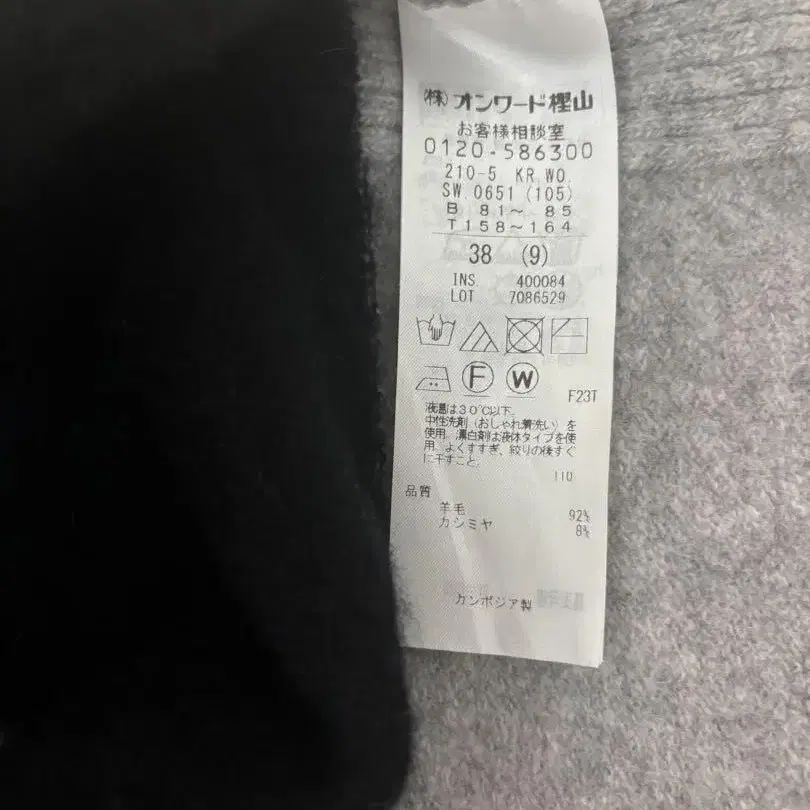 (株)オンワード樫山
お客様相談室
0120-586300
210-5 KR.WO.
SW.0651 (105)
B 81~ 85
T158~164
38 (9)
INS. 400084
LOT 7086529
F W
F23T
液温は30℃以下。
中性洗剤(おしゃれ着洗い)を
使用。漂白剤は液体タイプを使
用。よくすすぎ、絞りの後すぐ
に干すこと。
110
品質
羊毛 92%
カシミヤ 8%
カンボジア製